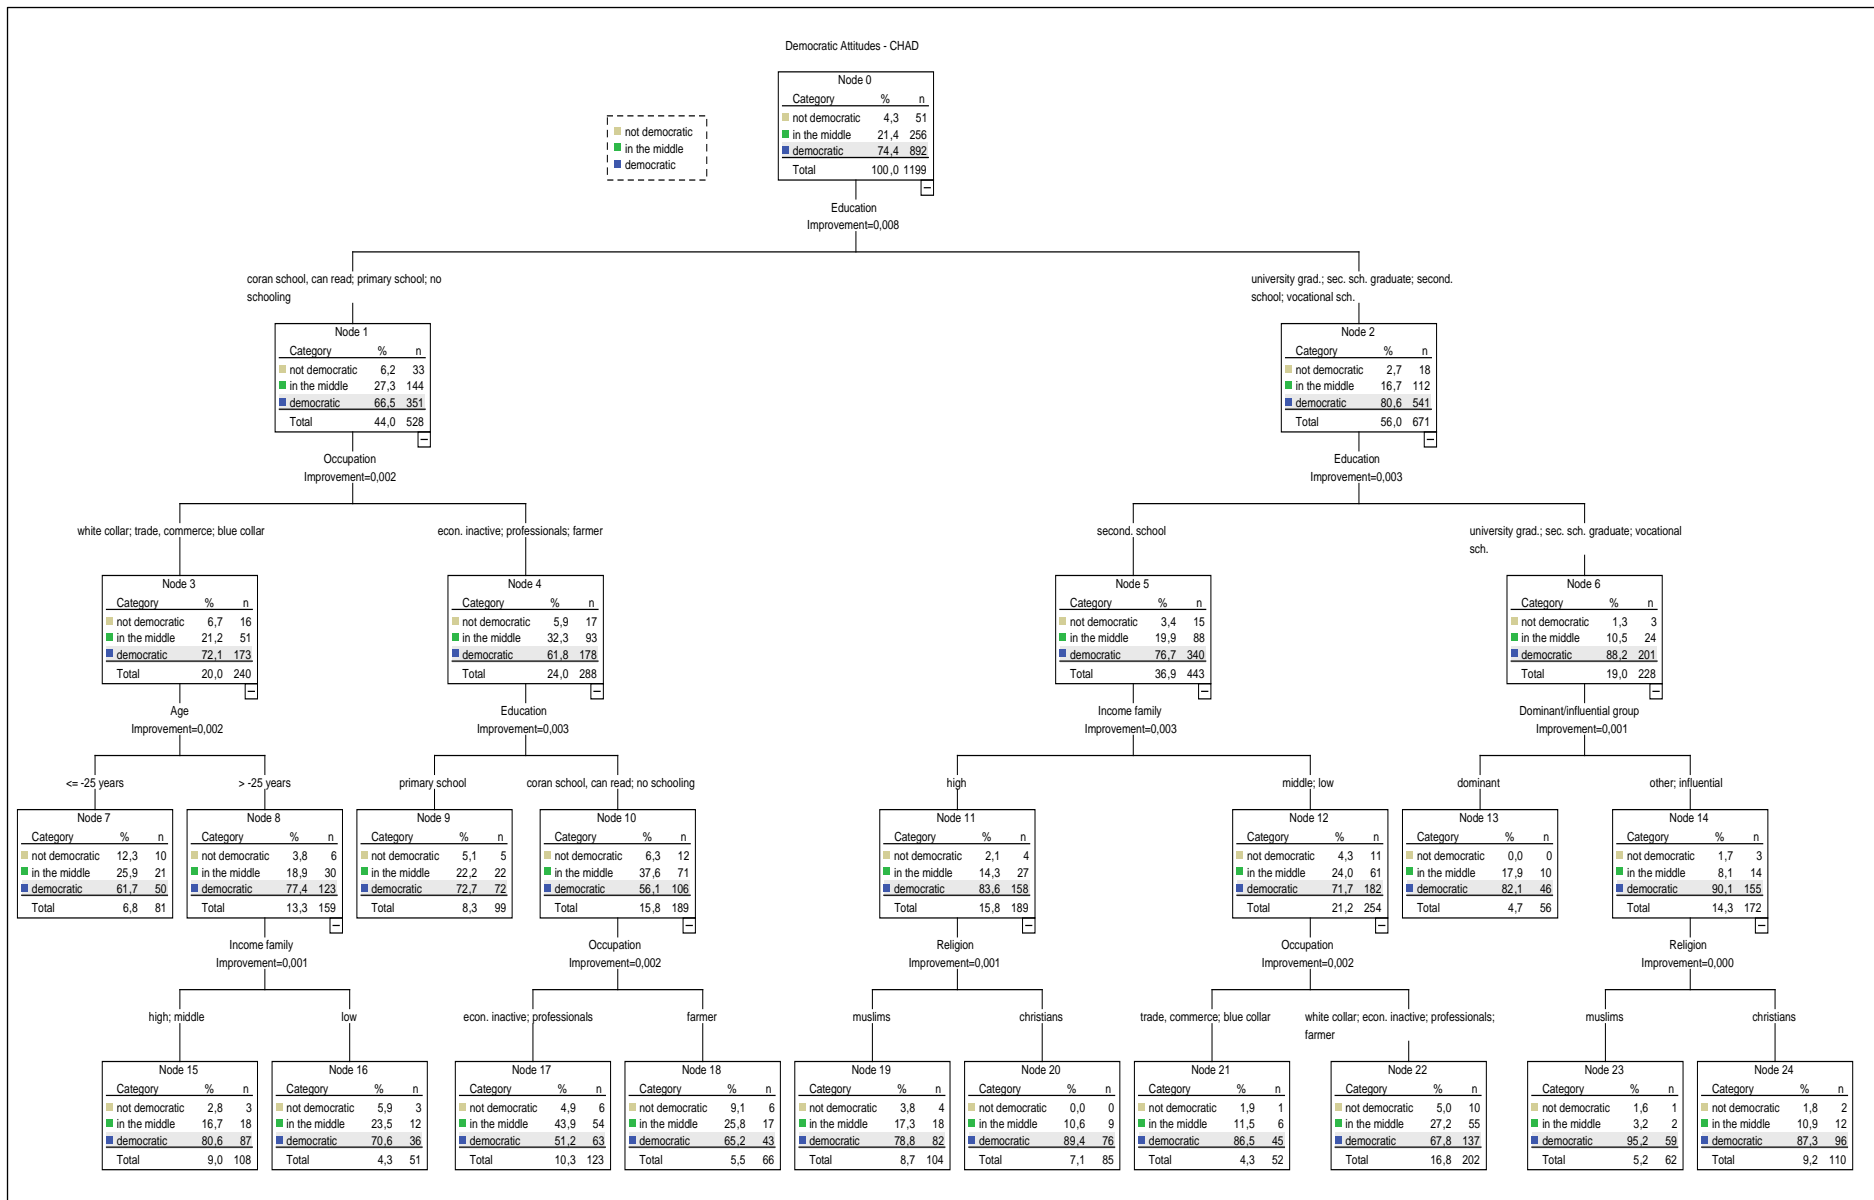 Democratic Attitudes - CHAD
not democratic
in the middle
democratic
Node 0
Category % n
not democratic 4,3 51
in the middle 21,4 256
democratic 74,4 892
Total 100,0 1199
Education
Improvement=0,008
coran school, can read; primary school; no
schooling
university grad.; sec. sch. graduate; second.
school; vocational sch.
Node 1
Category % n
not democratic 6,2 33
in the middle 27,3 144
democratic 66,5 351
Total 44,0 528
Occupation
Improvement=0,002
Node 2
Category % n
not democratic 2,7 18
in the middle 16,7 112
democratic 80,6 541
Total 56,0 671
Education
Improvement=0,003
white collar; trade, commerce; blue collar
econ. inactive; professionals; farmer
second. school
university grad.; sec. sch. graduate; vocational
sch.
Node 3
Category % n
not democratic 6,7 16
in the middle 21,2 51
democratic 72,1 173
Total 20,0 240
Age
Improvement=0,002
Node 4
Category % n
not democratic 5,9 17
in the middle 32,3 93
democratic 61,8 178
Total 24,0 288
Education
Improvement=0,003
Node 5
Category % n
not democratic 3,4 15
in the middle 19,9 88
democratic 76,7 340
Total 36,9 443
Income family
Improvement=0,003
Node 6
Category % n
not democratic 1,3 3
in the middle 10,5 24
democratic 88,2 201
Total 19,0 228
Dominant/influential group
Improvement=0,001
<= -25 years
> -25 years
primary school
coran school, can read; no schooling
high
middle; low
dominant
other; influential
Node 7
Category % n
not democratic 12,3 10
in the middle 25,9 21
democratic 61,7 50
Total 6,8 81
Node 8
Category % n
not democratic 3,8 6
in the middle 18,9 30
democratic 77,4 123
Total 13,3 159
Income family
Improvement=0,001
Node 9
Category % n
not democratic 5,1 5
in the middle 22,2 22
democratic 72,7 72
Total 8,3 99
Node 10
Category % n
not democratic 6,3 12
in the middle 37,6 71
democratic 56,1 106
Total 15,8 189
Occupation
Improvement=0,002
Node 11
Category % n
not democratic 2,1 4
in the middle 14,3 27
democratic 83,6 158
Total 15,8 189
Religion
Improvement=0,001
Node 12
Category % n
not democratic 4,3 11
in the middle 24,0 61
democratic 71,7 182
Total 21,2 254
Occupation
Improvement=0,002
Node 13
Category % n
not democratic 0,0 0
in the middle 17,9 10
democratic 82,1 46
Total 4,7 56
Node 14
Category % n
not democratic 1,7 3
in the middle 8,1 14
democratic 90,1 155
Total 14,3 172
Religion
Improvement=0,000
high; middle
low
econ. inactive; professionals
farmer
muslims
christians
trade, commerce; blue collar
white collar; econ. inactive; professionals;
farmer
muslims
christians
Node 15
Category % n
not democratic 2,8 3
in the middle 16,7 18
democratic 80,6 87
Total 9,0 108
Node 16
Category % n
not democratic 5,9 3
in the middle 23,5 12
democratic 70,6 36
Total 4,3 51
Node 17
Category % n
not democratic 4,9 6
in the middle 43,9 54
democratic 51,2 63
Total 10,3 123
Node 18
Category % n
not democratic 9,1 6
in the middle 25,8 17
democratic 65,2 43
Total 5,5 66
Node 19
Category % n
not democratic 3,8 4
in the middle 17,3 18
democratic 78,8 82
Total 8,7 104
Node 20
Category % n
not democratic 0,0 0
in the middle 10,6 9
democratic 89,4 76
Total 7,1 85
Node 21
Category % n
not democratic 1,9 1
in the middle 11,5 6
democratic 86,5 45
Total 4,3 52
Node 22
Category % n
not democratic 5,0 10
in the middle 27,2 55
democratic 67,8 137
Total 16,8 202
Node 23
Category % n
not democratic 1,6 1
in the middle 3,2 2
democratic 95,2 59
Total 5,2 62
Node 24
Category % n
not democratic 1,8 2
in the middle 10,9 12
democratic 87,3 96
Total 9,2 110